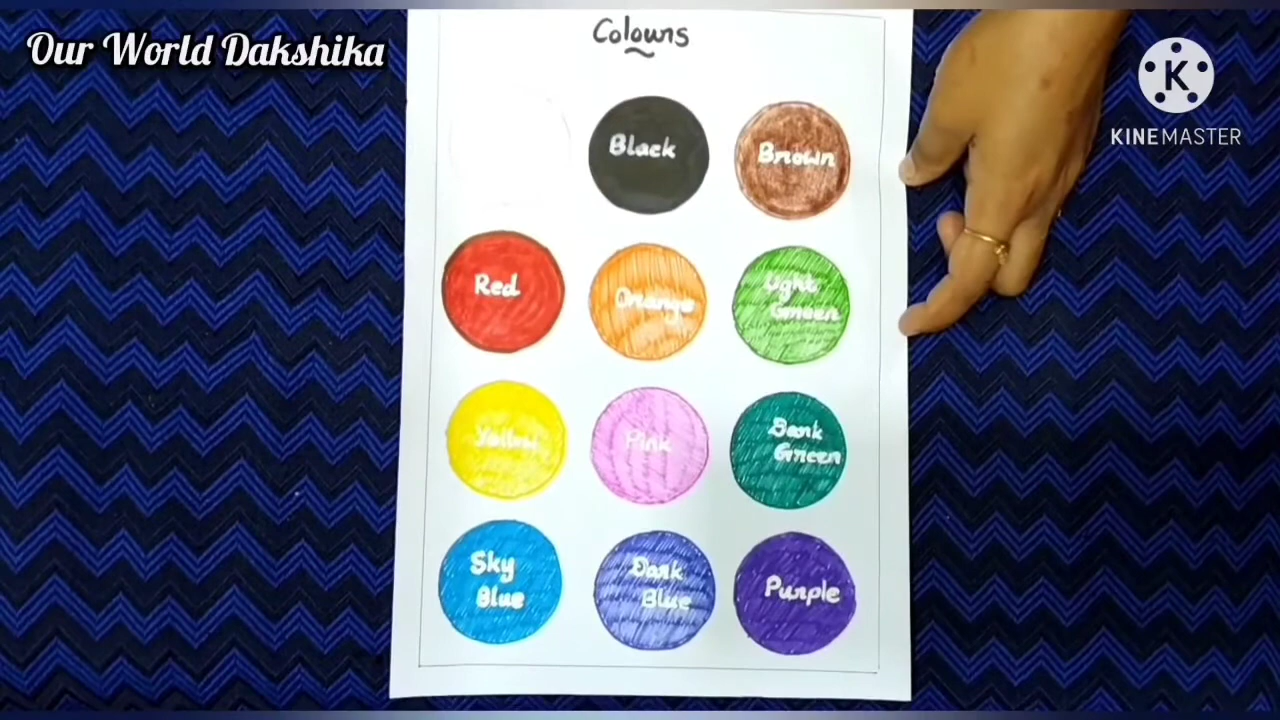 Our World Dakshika
KINEMASTER
Colours
Black
Brown
Red
Orange
Light
Green
Yellow
Pink
Dark
Green
Sky
Blue
Dark
Blue
Purple